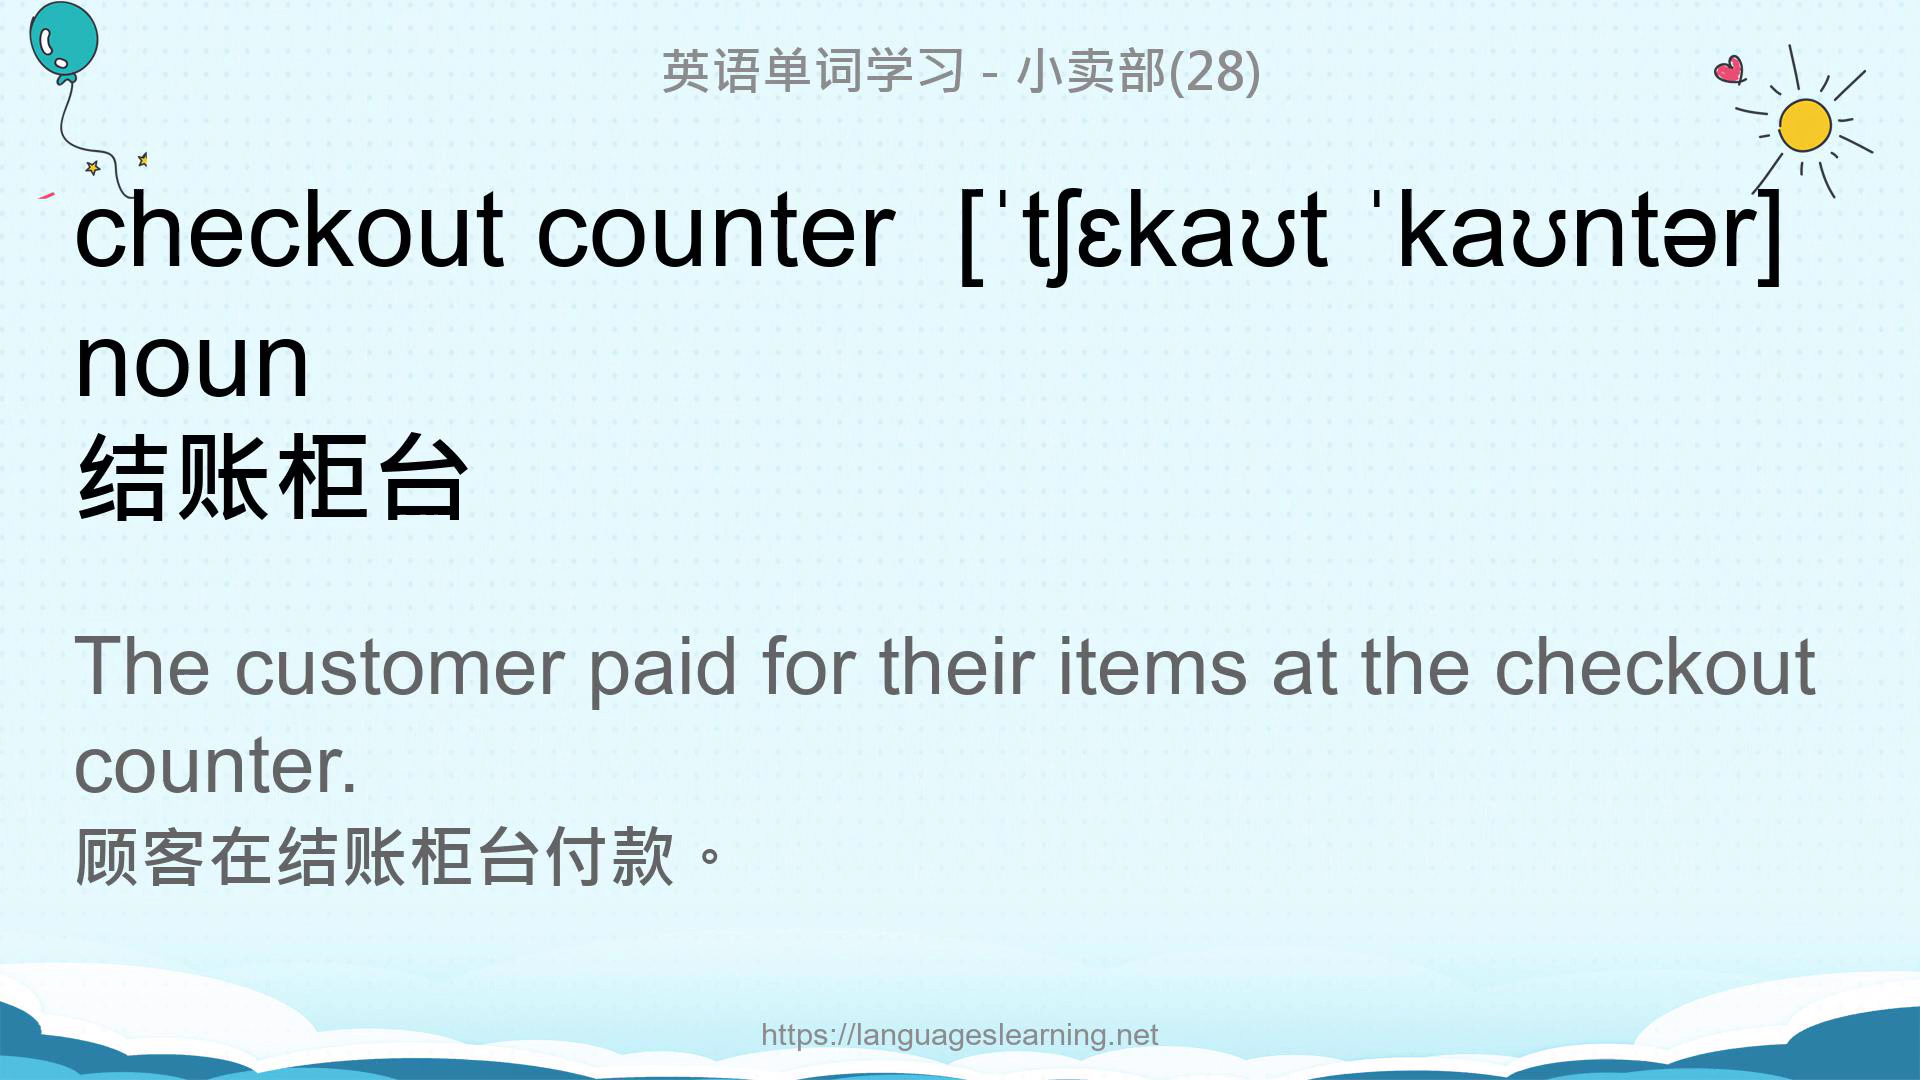 英语单词学习 - 小卖部(28)
checkout counter [ˈtʃɛkaʊt ˈkaʊntər]
noun
结账柜台
The customer paid for their items at the checkout
counter.
顾客在结账柜台付款。
https://languageslearning.net